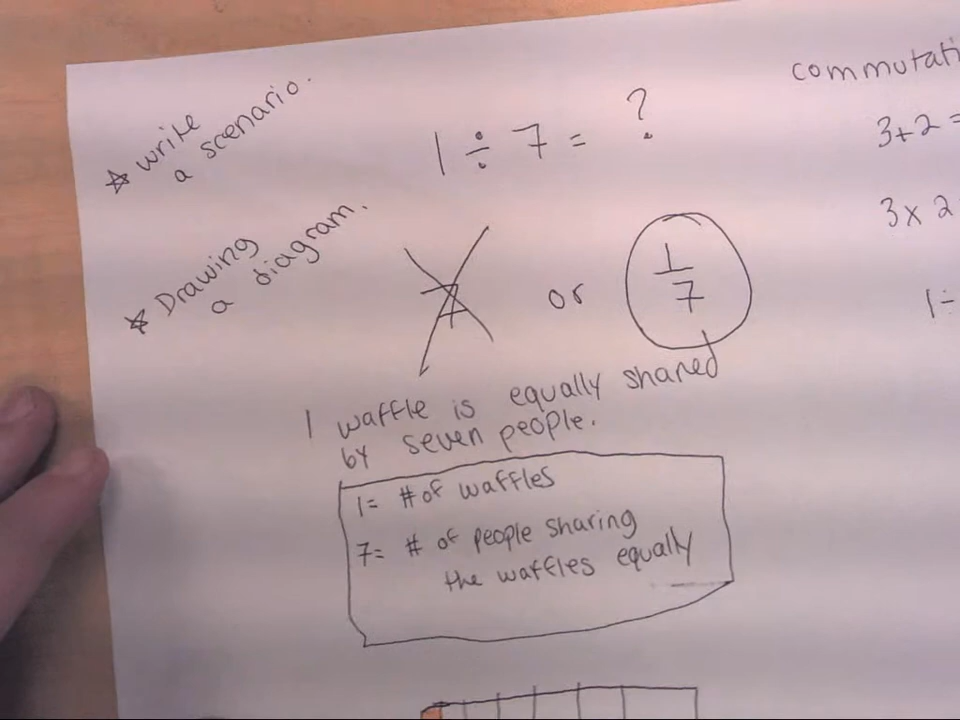 ☆ write
a scenario.
1 ÷ 7 = ?
commutati
3+2 =
3 x 2
1 ÷
☆ Drawing
a diagram.
7 or 1/7
1 waffle is equally shared
by seven people.
1= # of waffles
7= # of people sharing
the waffles equally